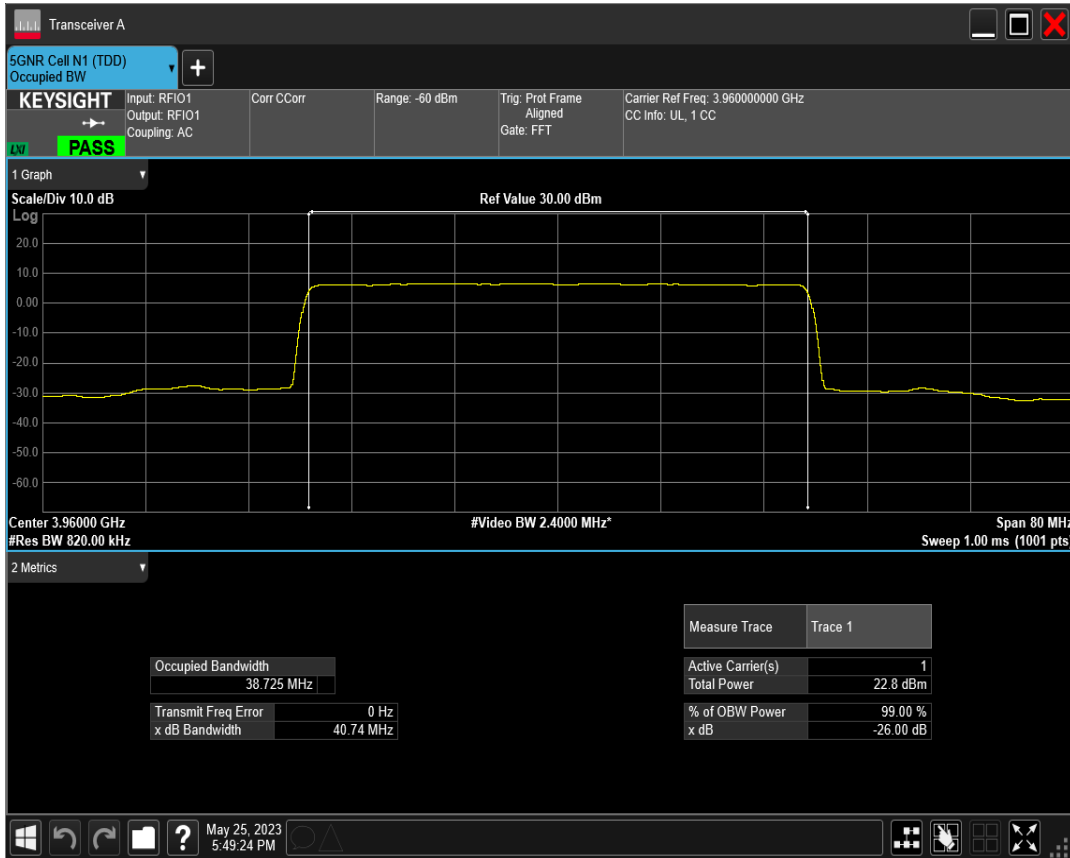 Transceiver A
5GNR Cell N1 (TDD)
Occupied BW
KEYSIGHT
LXI
PASS
Input: RFIO1
Output: RFIO1
Coupling: AC
Corr CCorr
Range: -60 dBm
Trig: Prot Frame
Aligned
Gate: FFT
Carrier Ref Freq: 3.960000000 GHz
CC Info: UL, 1 CC
1 Graph
Scale/Div 10.0 dB
Ref Value 30.00 dBm
Log
20.0
10.0
0.00
-10.0
-20.0
-30.0
-40.0
-50.0
-60.0
Center 3.96000 GHz
#Video BW 2.4000 MHz*
Span 80 MHz
#Res BW 820.00 kHz
Sweep 1.00 ms (1001 pts)
2 Metrics
Measure Trace Trace 1
Occupied Bandwidth
38.725 MHz
Active Carrier(s) 1
Total Power 22.8 dBm
Transmit Freq Error 0 Hz
x dB Bandwidth 40.74 MHz
% of OBW Power 99.00 %
x dB -26.00 dB
May 25, 2023
5:49:24 PM